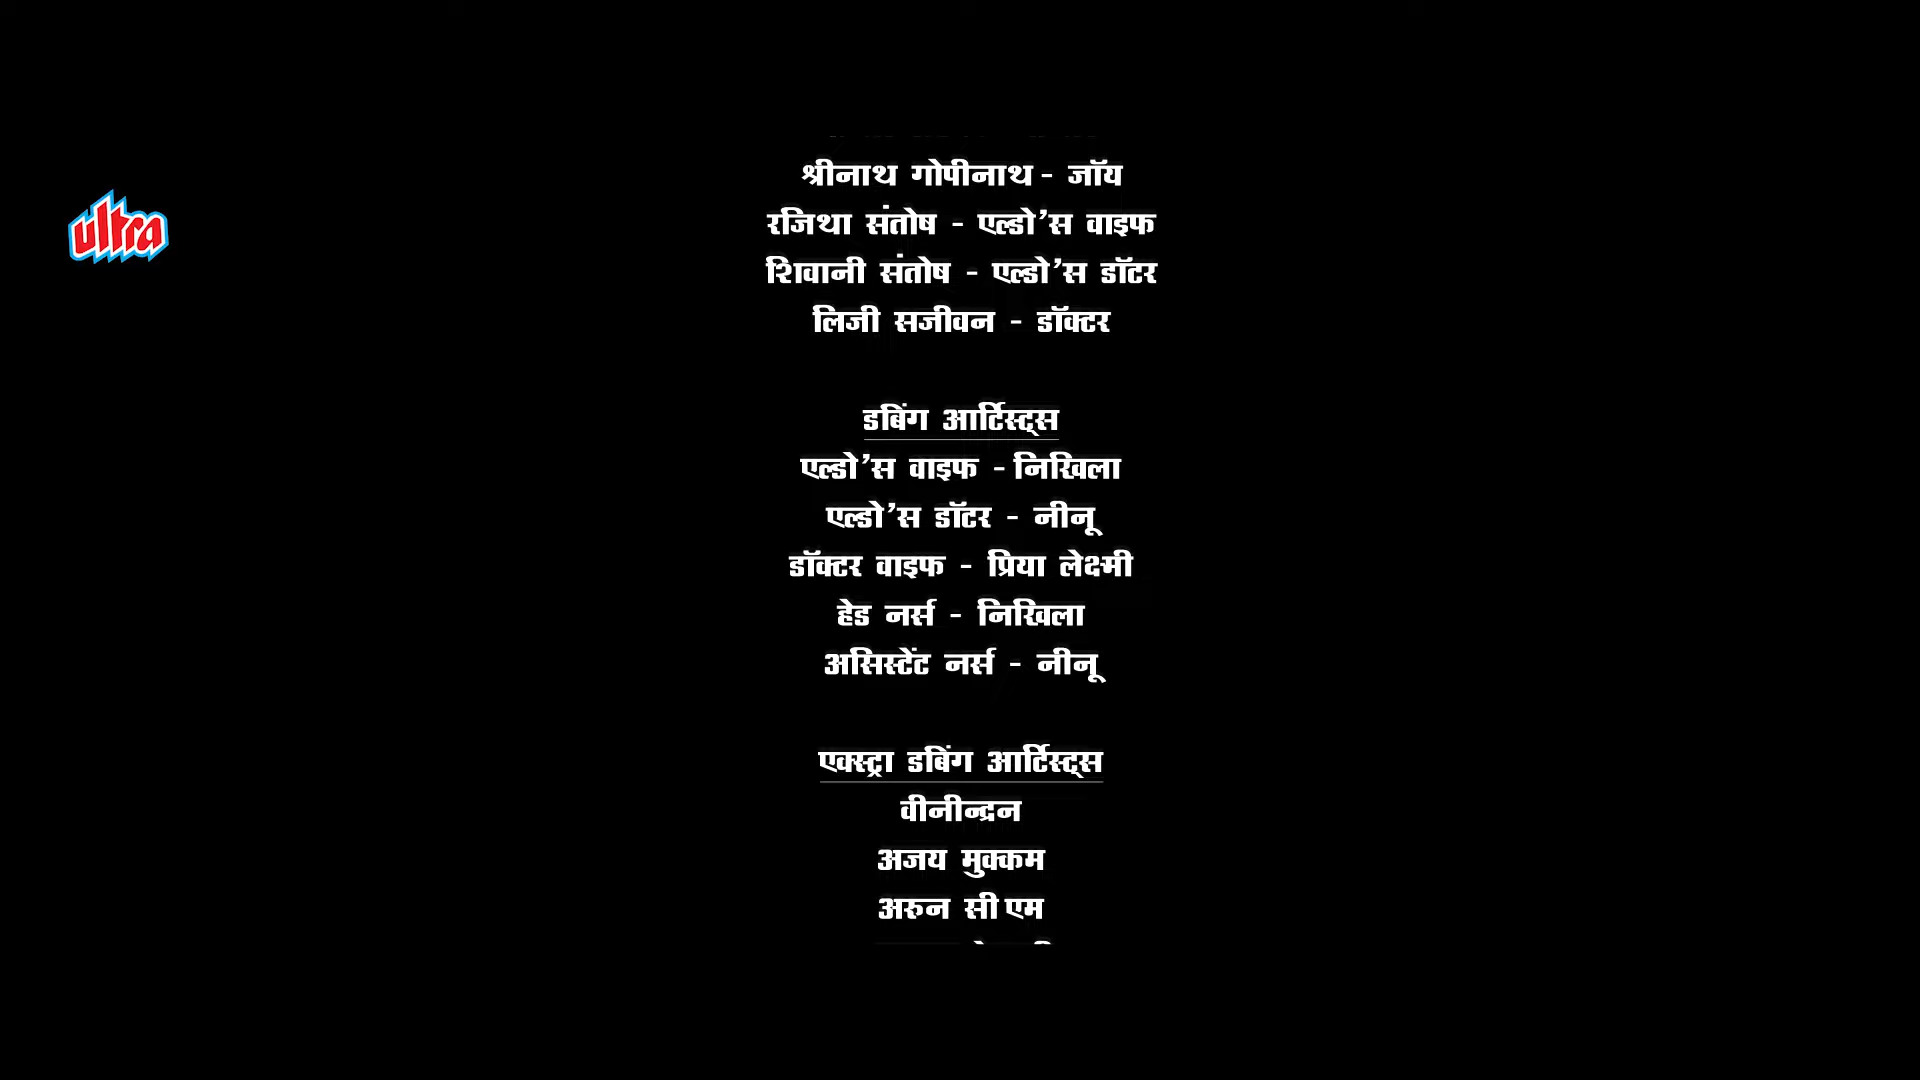 ultra
श्रीनाथ गोपीनाथ - जॉय
रजिथा संतोष - एल्डो’स वाइफ
शिवानी संतोष - एल्डो’स डॉटर
लिजी सजीवन - डॉक्टर
डबिंग आर्टिस्ट्स
एल्डो’स वाइफ - निखिला
एल्डो’स डॉटर - नीनू
डॉक्टर वाइफ - प्रिया लेक्ष्मी
हेड नर्स - निखिला
असिस्टेंट नर्स - नीनू
एक्स्ट्रा डबिंग आर्टिस्ट्स
वीनीन्द्रन
अजय मुक्कम
अरुन सी एम